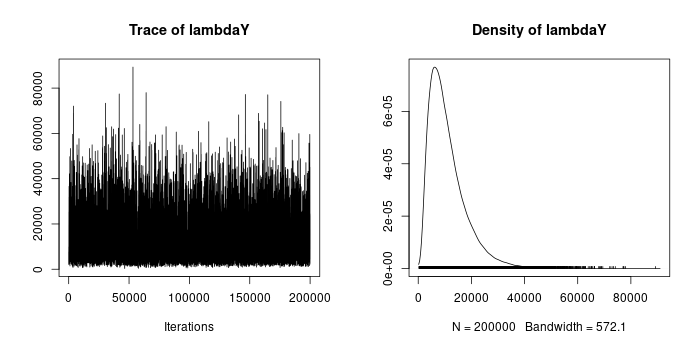 Trace of lambdaY
80000
60000
40000
20000
0
0
50000
100000
150000
200000
Iterations
Density of lambdaY
6e-05
4e-05
2e-05
0e+00
0
20000
40000
60000
80000
N = 200000 Bandwidth = 572.1